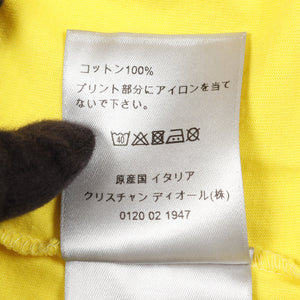 コットン100%
プリント部分にアイロンを当て
ないで下さい。
40
原産国 イタリア
クリスチャン ディオール(株)
0120 02 1947